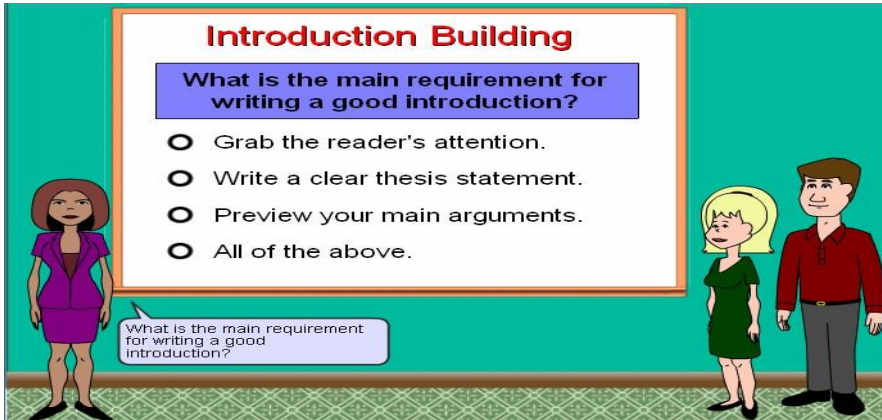 Introduction Building
What is the main requirement for
writing a good introduction?
Grab the reader's attention.
Write a clear thesis statement.
Preview your main arguments.
All of the above.
What is the main requirement
for writing a good
introduction?